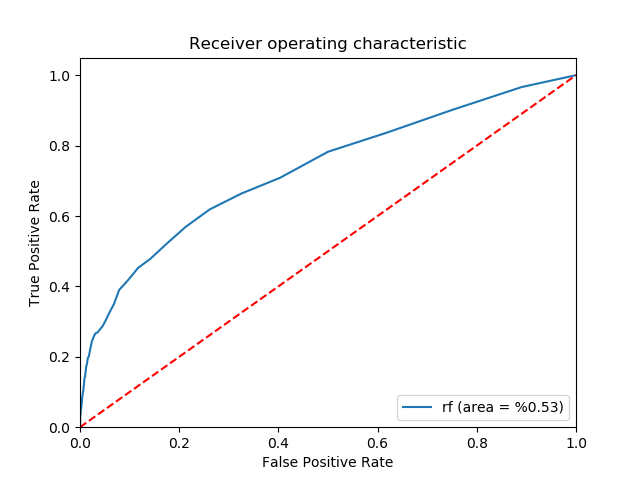 Receiver operating characteristic
1.0
0.8
0.6
0.4
0.2
0.0
True Positive Rate
rf (area = %0.53)
0.0 0.2 0.4 0.6 0.8 1.0
False Positive Rate